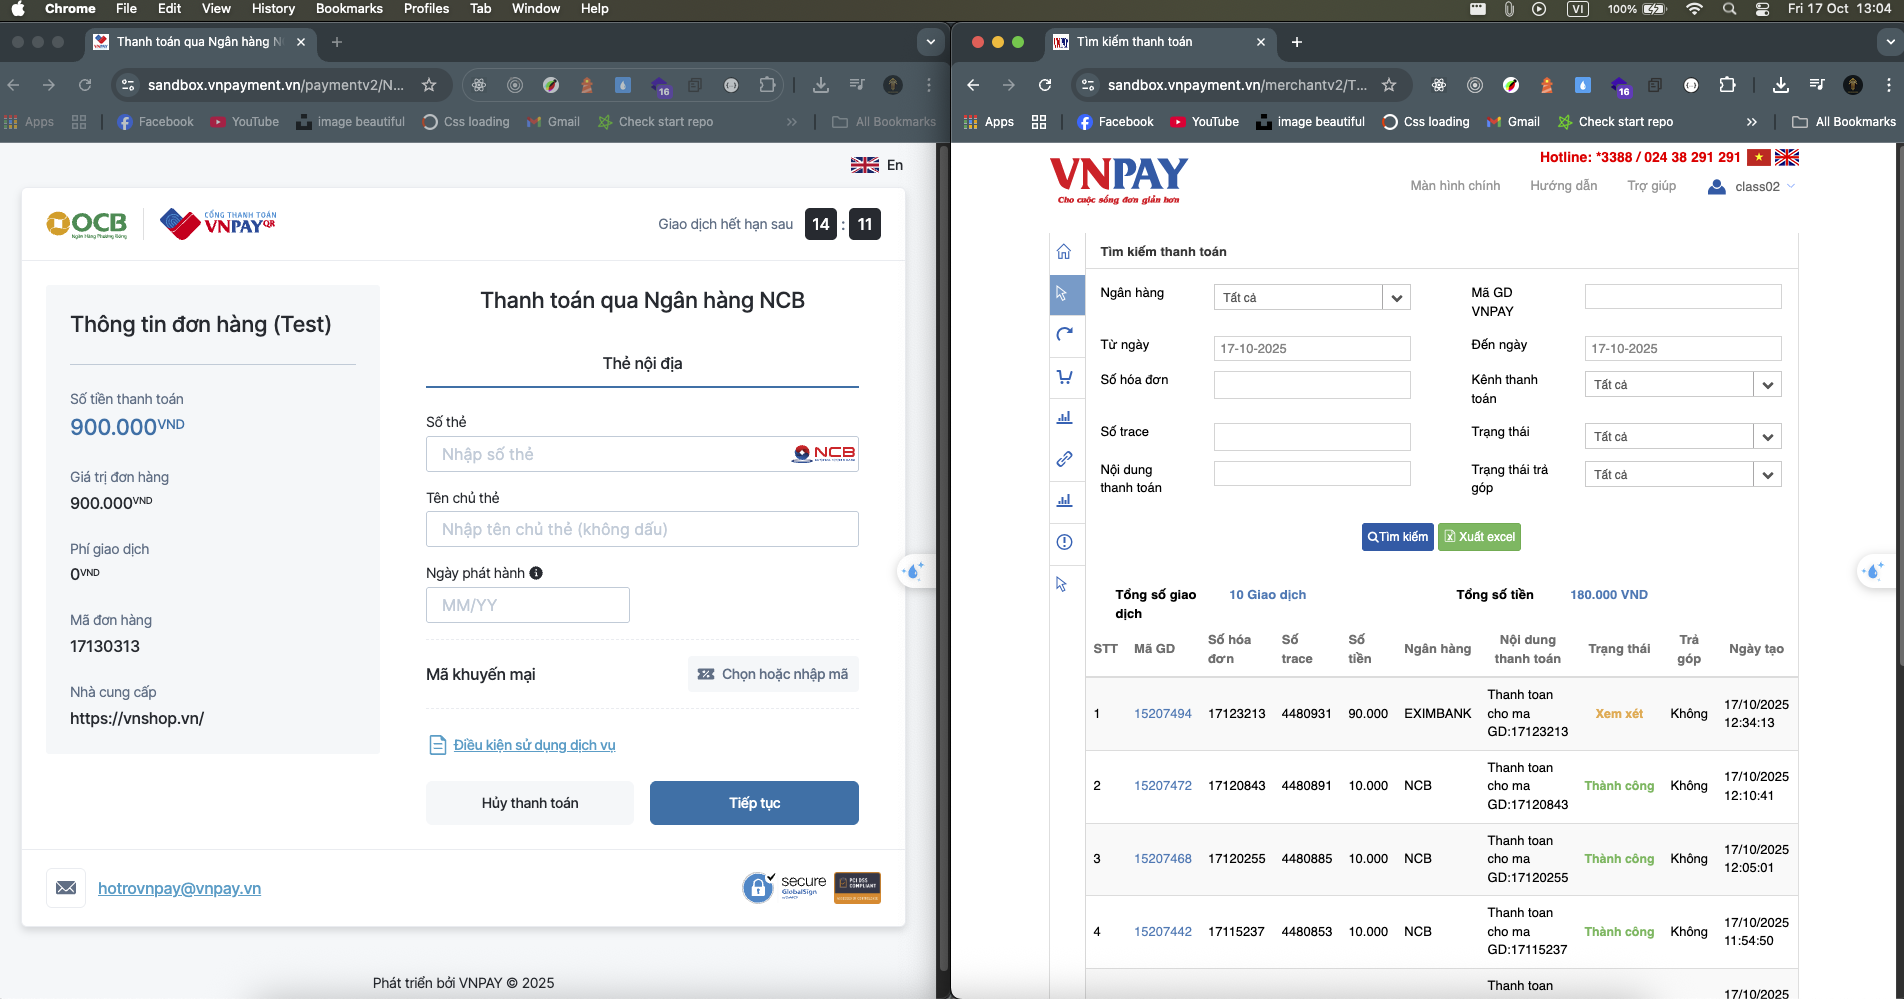 Chrome File Edit View History Bookmarks Profiles Tab Window Help
VI 100% Fri 17 Oct 13:04
Thanh toán qua Ngân hàng N
sandbox.vnpayment.vn/paymentv2/N...
16
Apps Facebook YouTube image beautiful Css loading Gmail Check start repo » All Bookmarks
En
OCB
Ngân Hàng Phương Đông
CỔNG THANH TOÁN
VNPAYQR
Giao dịch hết hạn sau 14 : 11
Thông tin đơn hàng (Test)
Số tiền thanh toán
900.000VND
Giá trị đơn hàng
900.000VND
Phí giao dịch
0VND
Mã đơn hàng
17130313
Nhà cung cấp
https://vnshop.vn/
Thanh toán qua Ngân hàng NCB
Thẻ nội địa
Số thẻ
Nhập số thẻ
NCB
Tên chủ thẻ
Nhập tên chủ thẻ (không dấu)
Ngày phát hành
MM/YY
Mã khuyến mại
Chọn hoặc nhập mã
Điều kiện sử dụng dịch vụ
Hủy thanh toán
Tiếp tục
hotrovnpay@vnpay.vn
secure
GlobalSign
PCI DSS
COMPLIANT
Phát triển bởi VNPAY © 2025
Tìm kiếm thanh toán
sandbox.vnpayment.vn/merchantv2/T...
16
Apps Facebook YouTube image beautiful Css loading Gmail Check start repo » All Bookmarks
VNPAY
Cho cuộc sống đơn giản hơn
Hotline: *3388 / 024 38 291 291
Màn hình chính Hướng dẫn Trợ giúp class02
Tìm kiếm thanh toán
Ngân hàng Tất cả
Mã GD
VNPAY
Từ ngày 17-10-2025
Đến ngày 17-10-2025
Số hóa đơn
Kênh thanh
toán
Tất cả
Số trace
Trạng thái Tất cả
Nội dung
thanh toán
Trạng thái trả
góp
Tất cả
Tìm kiếm Xuất excel
Tổng số giao
dịch
10 Giao dịch
Tổng số tiền 180.000 VND
STT Mã GD Số hóa đơn Số trace Số tiền Ngân hàng Nội dung thanh toán Trạng thái Trả góp Ngày tạo
1 15207494 17123213 4480931 90.000 EXIMBANK Thanh toan cho ma GD:17123213 Xem xét Không 17/10/2025 12:34:13
2 15207472 17120843 4480891 10.000 NCB Thanh toan cho ma GD:17120843 Thành công Không 17/10/2025 12:10:41
3 15207468 17120255 4480885 10.000 NCB Thanh toan cho ma GD:17120255 Thành công Không 17/10/2025 12:05:01
4 15207442 17115237 4480853 10.000 NCB Thanh toan cho ma GD:17115237 Thành công Không 17/10/2025 11:54:50
Thanh toan
17/10/2025